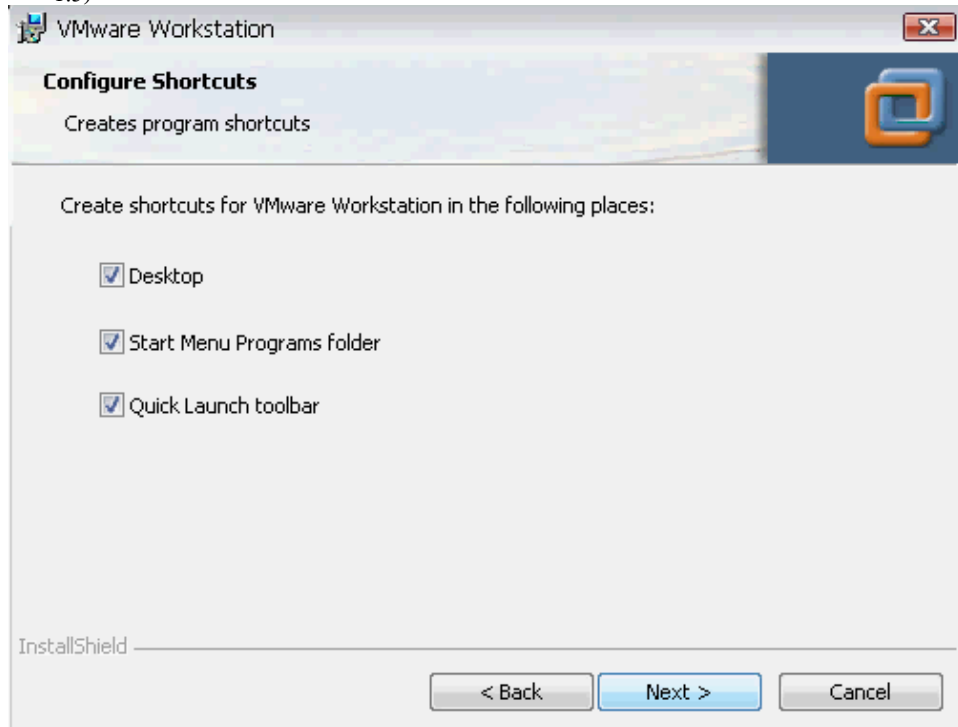 VMware Workstation
Configure Shortcuts
Creates program shortcuts
Create shortcuts for VMware Workstation in the following places:
Desktop
Start Menu Programs folder
Quick Launch toolbar
InstallShield
< Back Next > Cancel